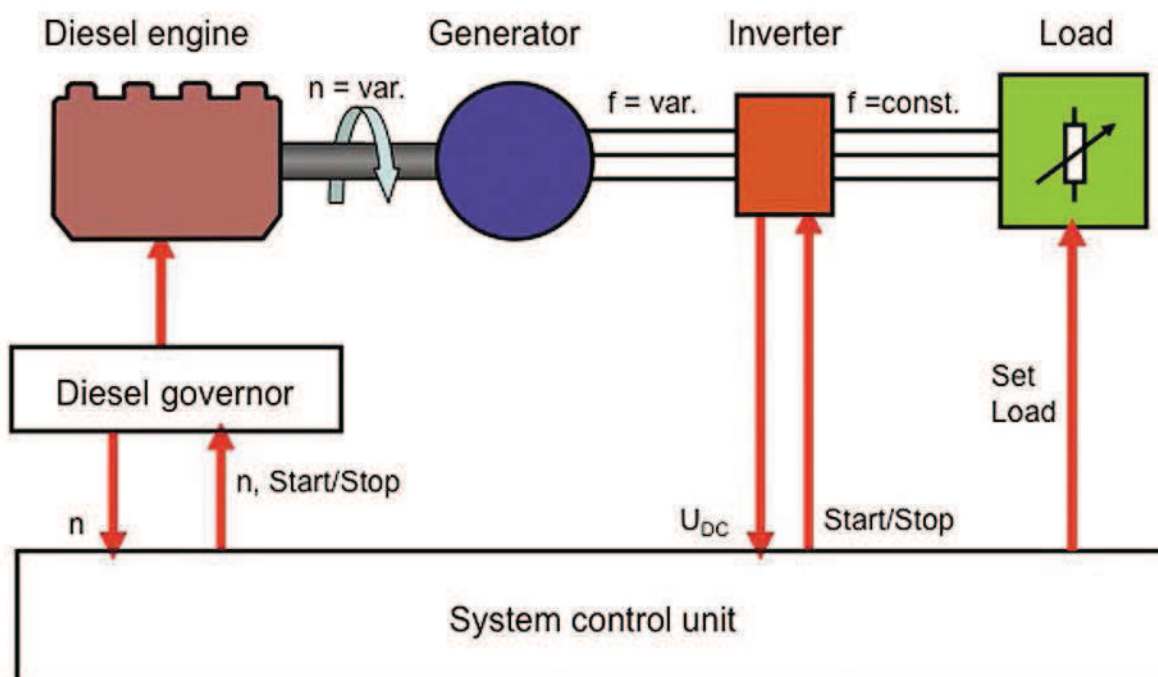 Diesel engine
Generator
Inverter
Load
n = var.
f = var.
f =const.
Diesel governor
Set
Load
n, Start/Stop
n
U_DC
Start/Stop
System control unit